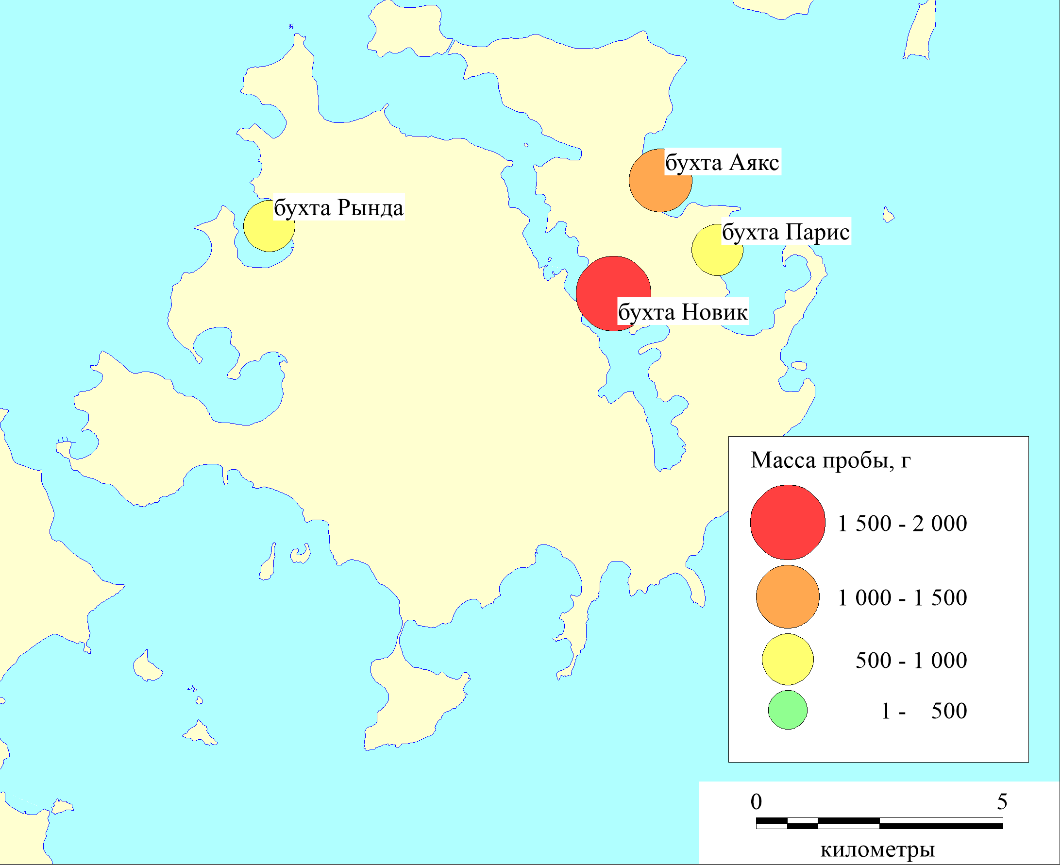 бухта Аякс
бухта Рында
бухта Парис
бухта Новик
Масса пробы, г
1 500 - 2 000
1 000 - 1 500
500 - 1 000
1 - 500
0 5
километры